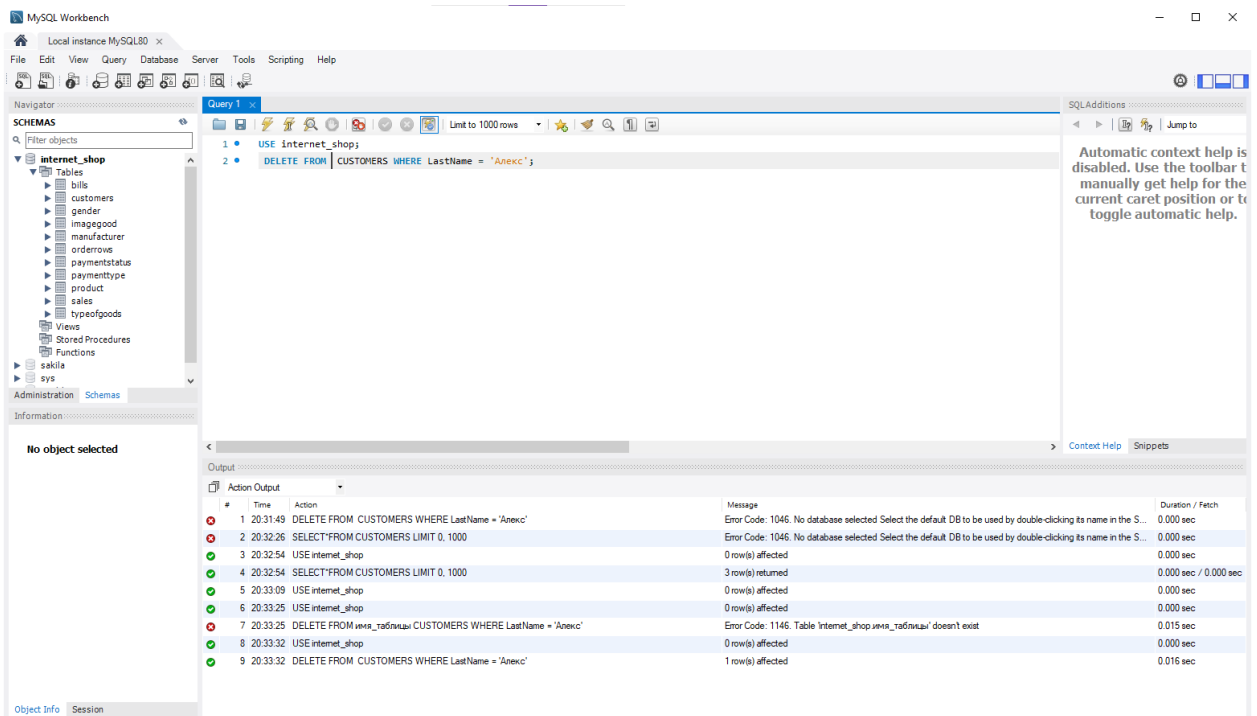 MySQL Workbench
Local instance MySQL80
File Edit View Query Database Server Tools Scripting Help
Navigator
SCHEMAS
Filter objects
internet_shop
Tables
bills
customers
gender
imagegood
manufacturer
orderrows
paymentstatus
paymenttype
product
sales
typeofgoods
Views
Stored Procedures
Functions
sakila
sys
Administration Schemas
Information
No object selected
Object Info Session
Query 1
Limit to 1000 rows
1 USE internet_shop;
2 DELETE FROM CUSTOMERS WHERE LastName = 'Алекс';
SQLAdditions
Jump to
Automatic context help is
disabled. Use the toolbar t
manually get help for the
current caret position or to
toggle automatic help.
Context Help Snippets
Output
Action Output
# Time Action Message Duration / Fetch
1 20:31:49 DELETE FROM CUSTOMERS WHERE LastName = 'Алекс' Error Code: 1046. No database selected Select the default DB to be used by double-clicking its name in the S... 0.000 sec
2 20:32:26 SELECT*FROM CUSTOMERS LIMIT 0, 1000 Error Code: 1046. No database selected Select the default DB to be used by double-clicking its name in the S... 0.000 sec
3 20:32:54 USE internet_shop 0 row(s) affected 0.000 sec
4 20:32:54 SELECT*FROM CUSTOMERS LIMIT 0, 1000 3 row(s) returned 0.000 sec / 0.000 sec
5 20:33:09 USE internet_shop 0 row(s) affected 0.000 sec
6 20:33:25 USE internet_shop 0 row(s) affected 0.000 sec
7 20:33:25 DELETE FROM имя_таблицы CUSTOMERS WHERE LastName = 'Алекс' Error Code: 1146. Table 'internet_shop.имя_таблицы' doesn't exist 0.015 sec
8 20:33:32 USE internet_shop 0 row(s) affected 0.000 sec
9 20:33:32 DELETE FROM CUSTOMERS WHERE LastName = 'Алекс' 1 row(s) affected 0.016 sec